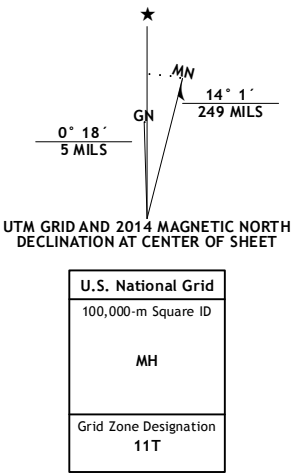 ★
MN
GN
0° 18´
5 MILS
14° 1´
249 MILS
UTM GRID AND 2014 MAGNETIC NORTH
DECLINATION AT CENTER OF SHEET
U.S. National Grid
100,000-m Square ID
MH
Grid Zone Designation
11T